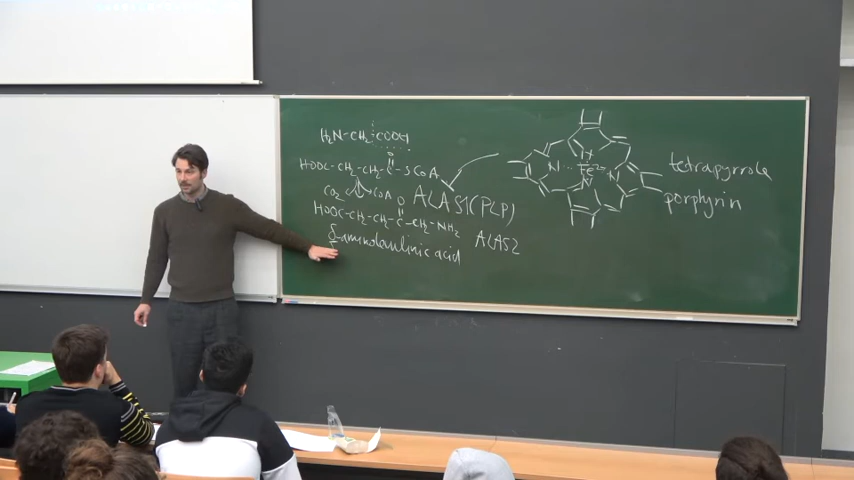 H₂N-CH₂-COOH
HOOC-CH₂-CH₂-C-SCoA
O
CO₂ CoA
ALAS1(PLP)
HOOC-CH₂-CH₂-C-CH₂-NH₂
O
δ-aminolevulinic acid
ALAS2
N Fe²⁺ N
N
tetrapyrrole
porphyrin